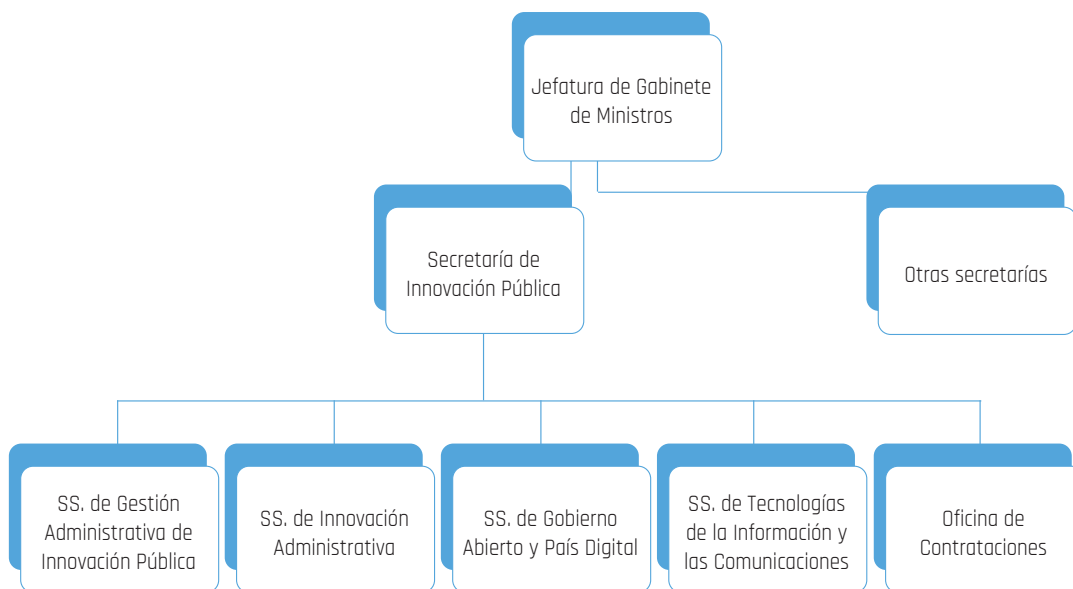 Jefatura de Gabinete
de Ministros
Secretaría de
Innovación Pública
Otras secretarías
SS. de Gestión
Administrativa de
Innovación Pública
SS. de Innovación
Administrativa
SS. de Gobierno
Abierto y País Digital
SS. de Tecnologías
de la Información y
las Comunicaciones
Oficina de
Contrataciones